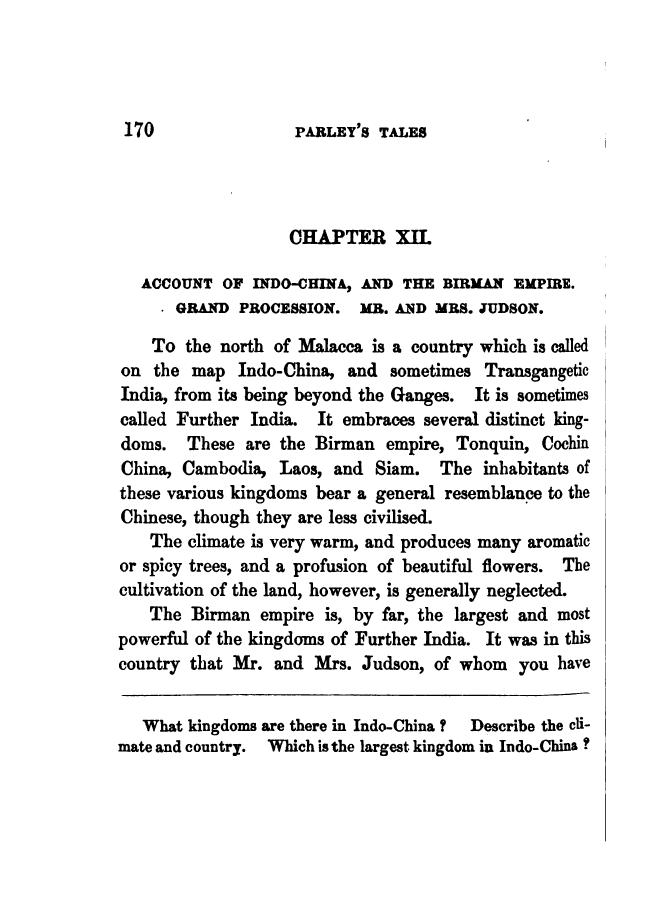 170 PARLEY'S TALES
CHAPTER XII.
ACCOUNT OF INDO-CHINA, AND THE BIRMAN EMPIRE.
GRAND PROCESSION. MR. AND MRS. JUDSON.
To the north of Malacca is a country which is called
on the map Indo-China, and sometimes Transgangetic
India, from its being beyond the Ganges. It is sometimes
called Further India. It embraces several distinct king-
doms. These are the Birman empire, Tonquin, Cochin
China, Cambodia, Laos, and Siam. The inhabitants of
these various kingdoms bear a general resemblance to the
Chinese, though they are less civilised.
The climate is very warm, and produces many aromatic
or spicy trees, and a profusion of beautiful flowers. The
cultivation of the land, however, is generally neglected.
The Birman empire is, by far, the largest and most
powerful of the kingdoms of Further India. It was in this
country that Mr. and Mrs. Judson, of whom you have
What kingdoms are there in Indo-China? Describe the cli-
mate and country. Which is the largest kingdom in Indo-China?